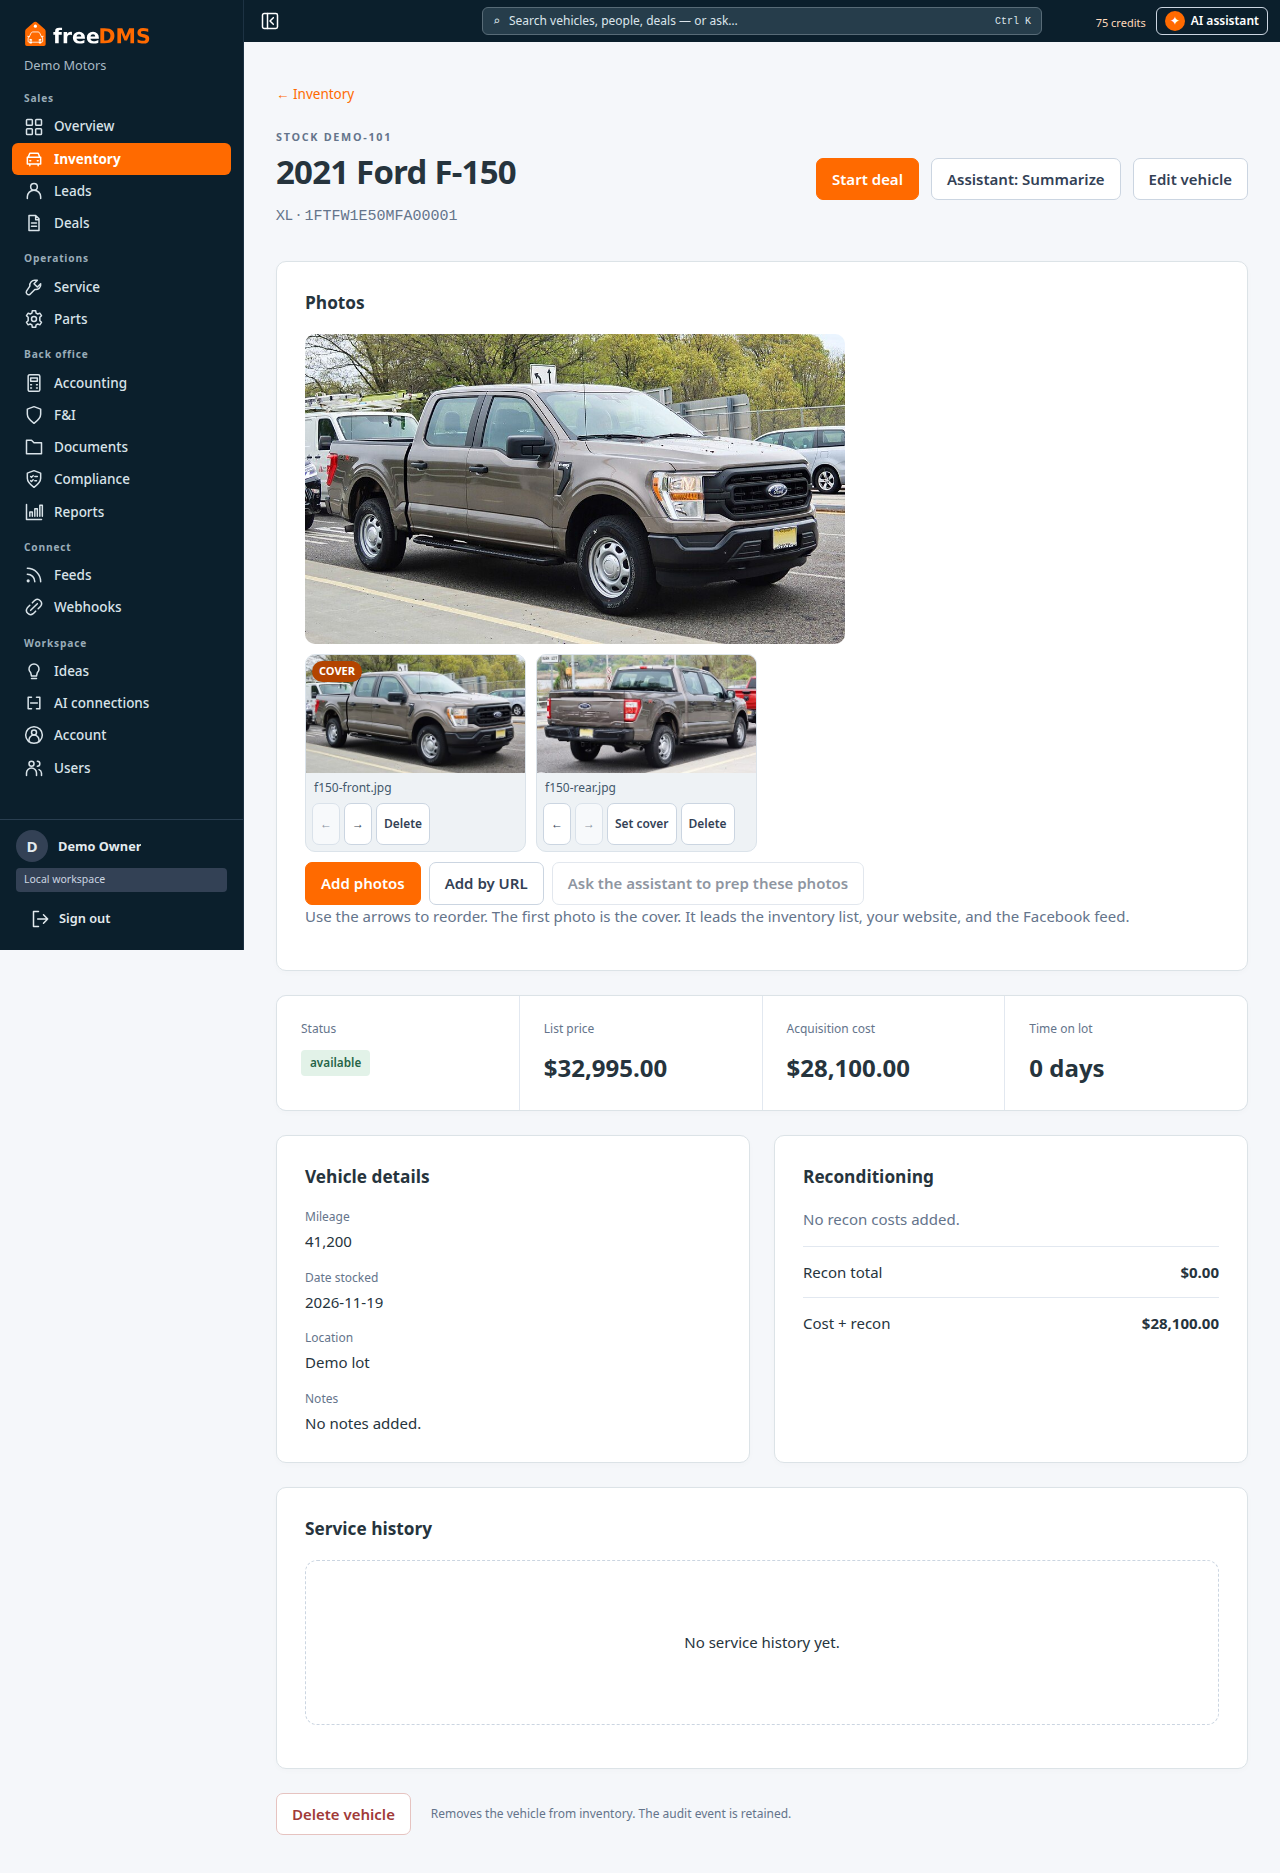 freeDMS
Demo Motors
Sales
Overview
Inventory
Leads
Deals
Operations
Service
Parts
Back office
Accounting
F&I
Documents
Compliance
Reports
Connect
Feeds
Webhooks
Workspace
Ideas
AI connections
Account
Users
D Demo Owner
Local workspace
Sign out
Search vehicles, people, deals — or ask... Ctrl K
75 credits
AI assistant
← Inventory
STOCK DEMO-101
2021 Ford F-150
XL · 1FTFW1E50MFA00001
Start deal
Assistant: Summarize
Edit vehicle
Photos
COVER
f150-front.jpg
← → Delete
f150-rear.jpg
← → Set cover Delete
Add photos
Add by URL
Ask the assistant to prep these photos
Use the arrows to reorder. The first photo is the cover. It leads the inventory list, your website, and the Facebook feed.
Status
available
List price
$32,995.00
Acquisition cost
$28,100.00
Time on lot
0 days
Vehicle details
Mileage
41,200
Date stocked
2026-11-19
Location
Demo lot
Notes
No notes added.
Reconditioning
No recon costs added.
Recon total $0.00
Cost + recon $28,100.00
Service history
No service history yet.
Delete vehicle
Removes the vehicle from inventory. The audit event is retained.